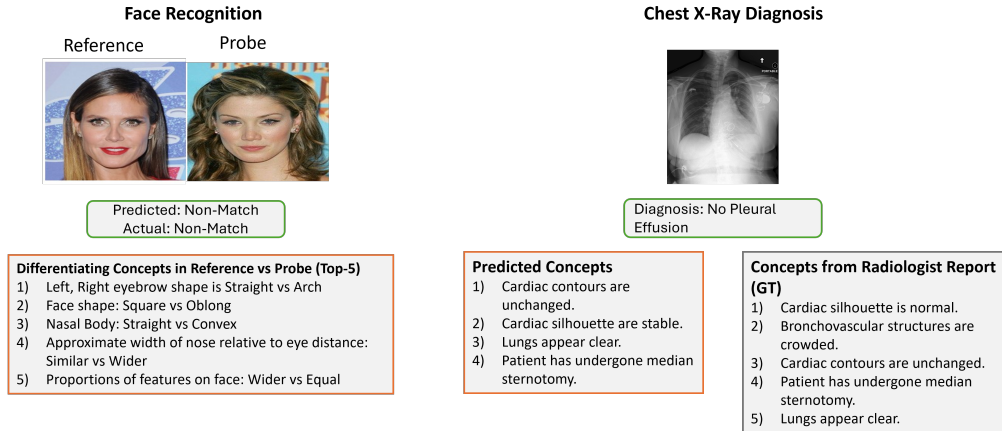 Face Recognition
Reference
Probe
Predicted: Non-Match
Actual: Non-Match
Differentiating Concepts in Reference vs Probe (Top-5)
1) Left, Right eyebrow shape is Straight vs Arch
2) Face shape: Square vs Oblong
3) Nasal Body: Straight vs Convex
4) Approximate width of nose relative to eye distance:
Similar vs Wider
5) Proportions of features on face: Wider vs Equal
Chest X-Ray Diagnosis
Diagnosis: No Pleural
Effusion
Predicted Concepts
1) Cardiac contours are
unchanged.
2) Cardiac silhouette are stable.
3) Lungs appear clear.
4) Patient has undergone median
sternotomy.
Concepts from Radiologist Report
(GT)
1) Cardiac silhouette is normal.
2) Bronchovascular structures are
crowded.
3) Cardiac contours are unchanged.
4) Patient has undergone median
sternotomy.
5) Lungs appear clear.